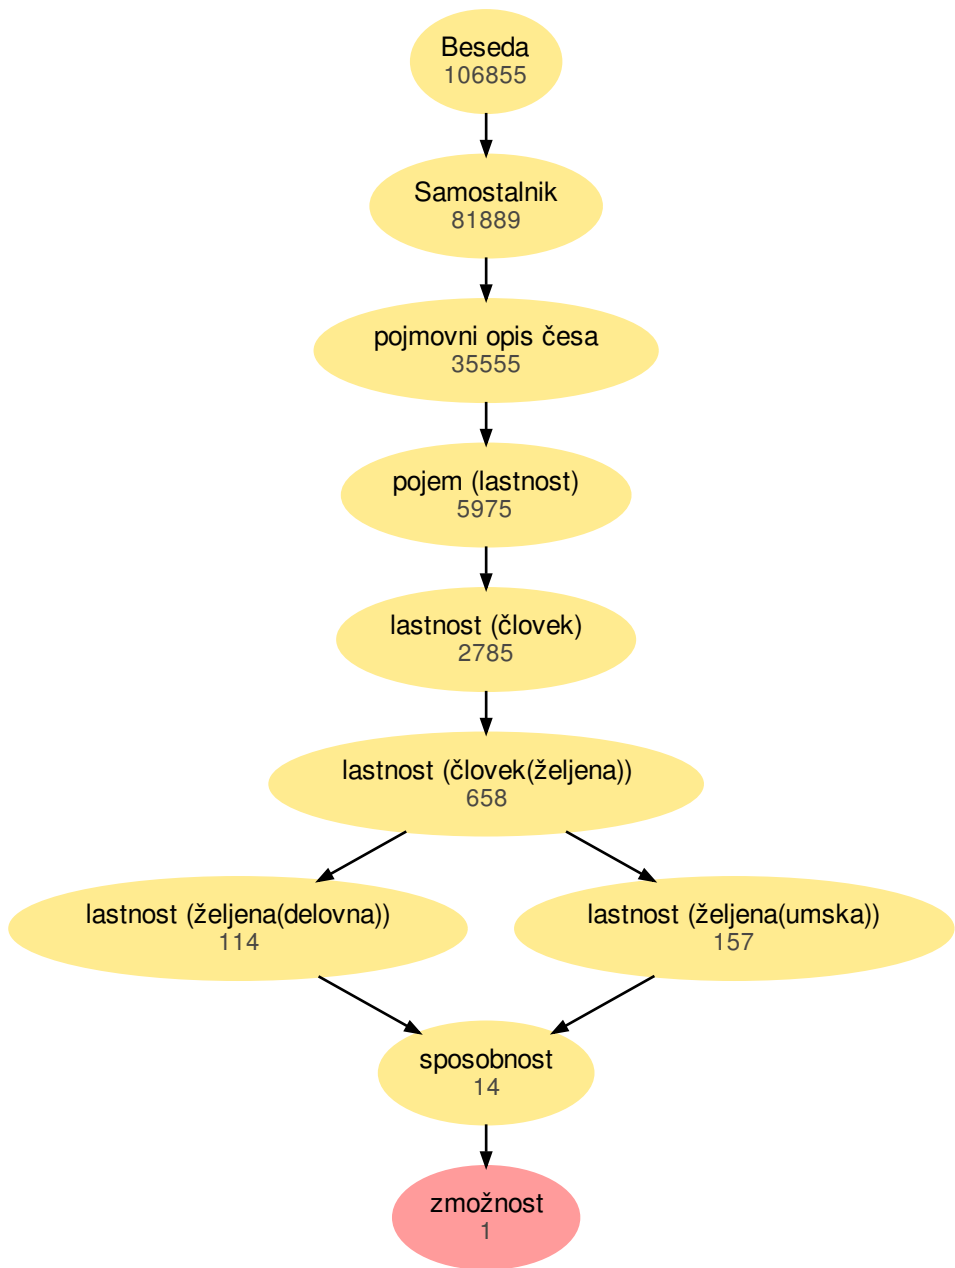 Beseda
106855
Samostalnik
81889
pojmovni opis česa
35555
pojem (lastnost)
5975
lastnost (človek)
2785
lastnost (človek(željena))
658
lastnost (željena(delovna))
114
lastnost (željena(umska))
157
sposobnost
14
zmožnost
1